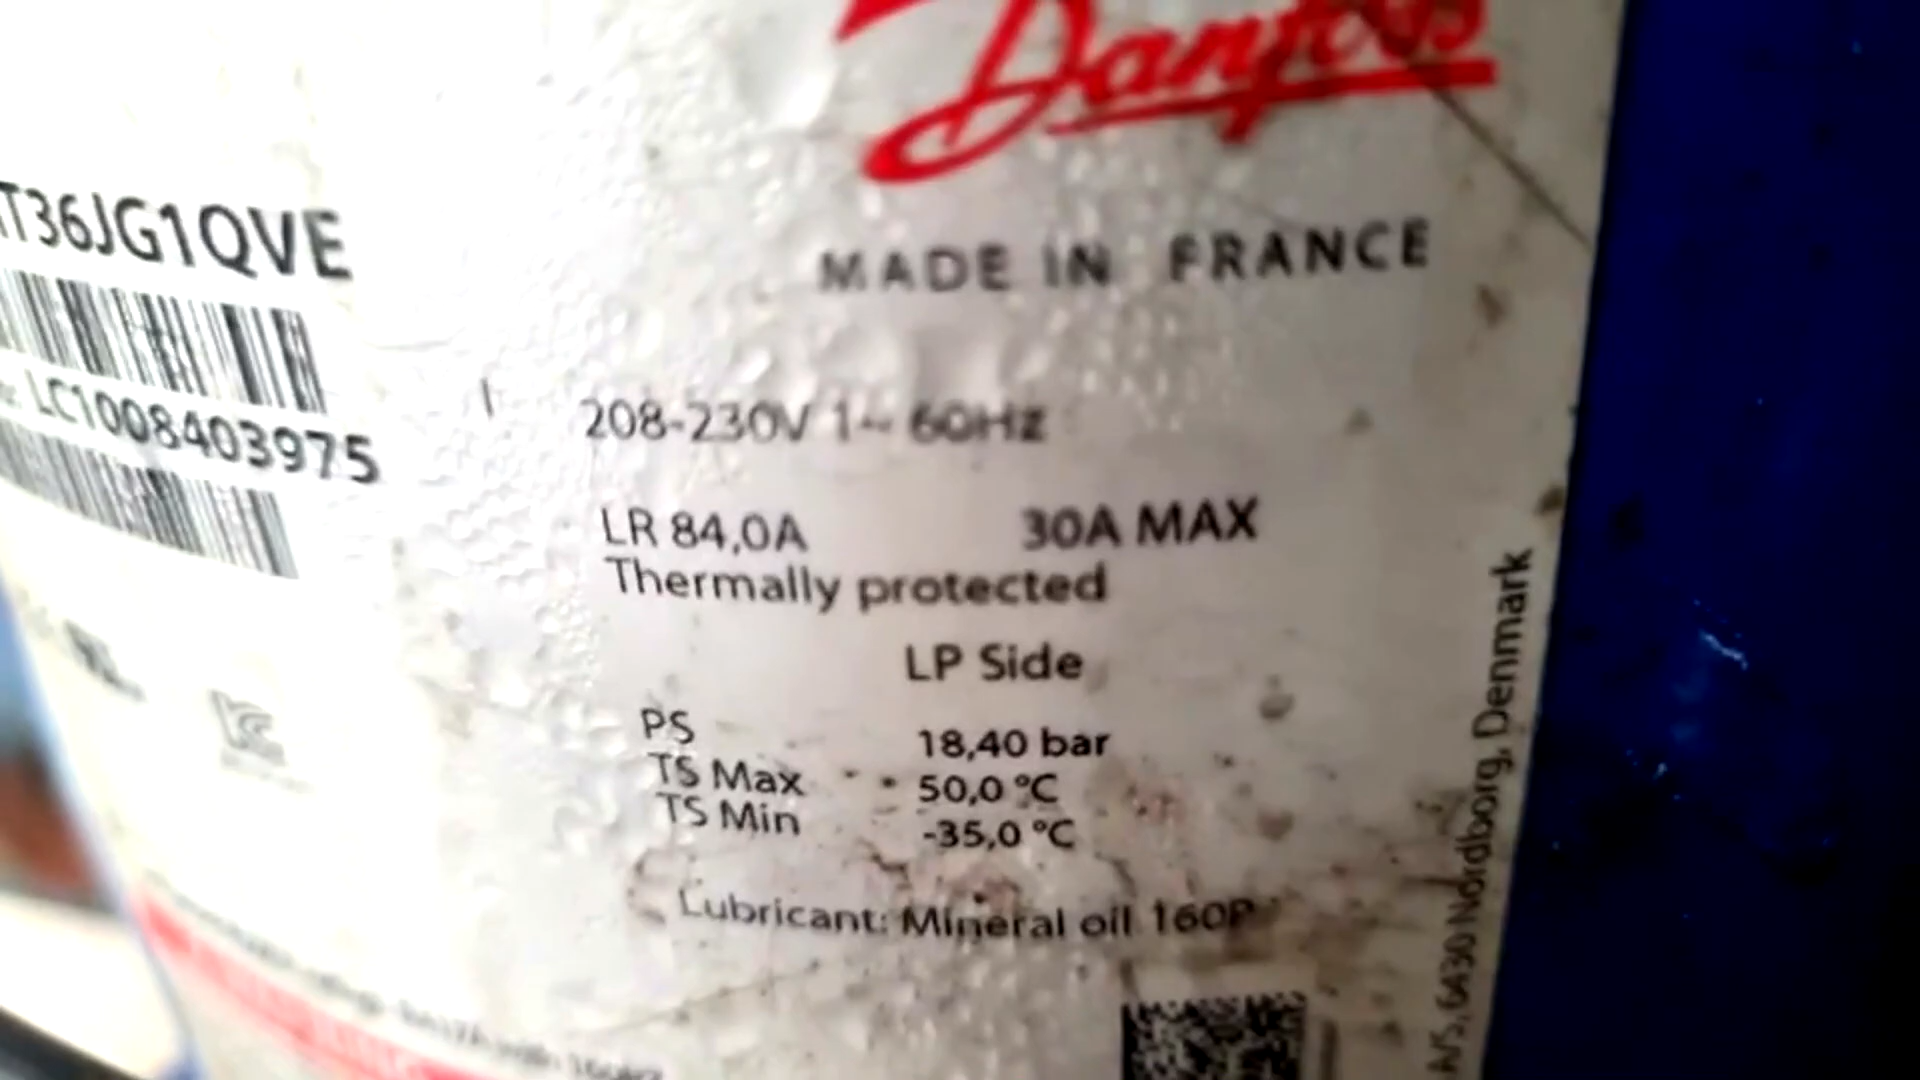 Danfoss
T36JG1QVE
MADE IN FRANCE
LC1008403975
208-230V 1~ 60Hz
LR 84,0A 30A MAX
Thermally protected
LP Side
PS 18,40 bar
TS Max 50,0 °C
TS Min -35,0 °C
Lubricant: Mineral oil 160P
A/S, 6430 Nordborg, Denmark